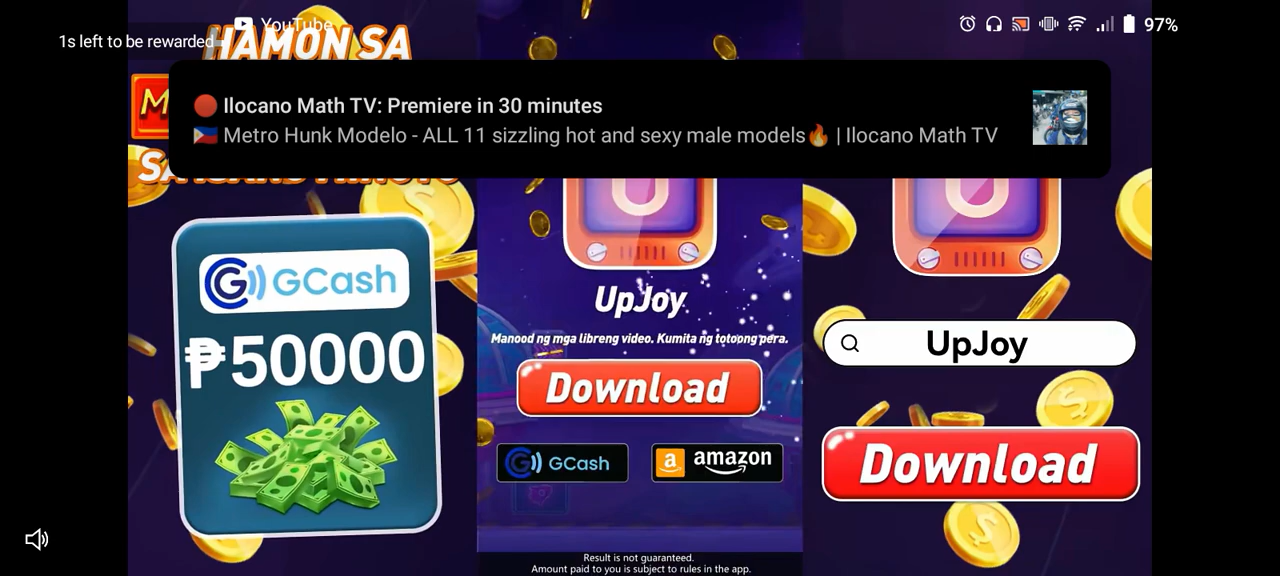 YouTube
97%
1s left to be rewarded
HAMON SA
M
Ilocano Math TV: Premiere in 30 minutes
Metro Hunk Modelo - ALL 11 sizzling hot and sexy male models🔥 | Ilocano Math TV
GCash
₱50000
U
UpJoy
Manood ng mga libreng video. Kumita ng totoong pera.
Download
GCash
a amazon
Result is not guaranteed.
Amount paid to you is subject to rules in the app.
U
UpJoy
Download